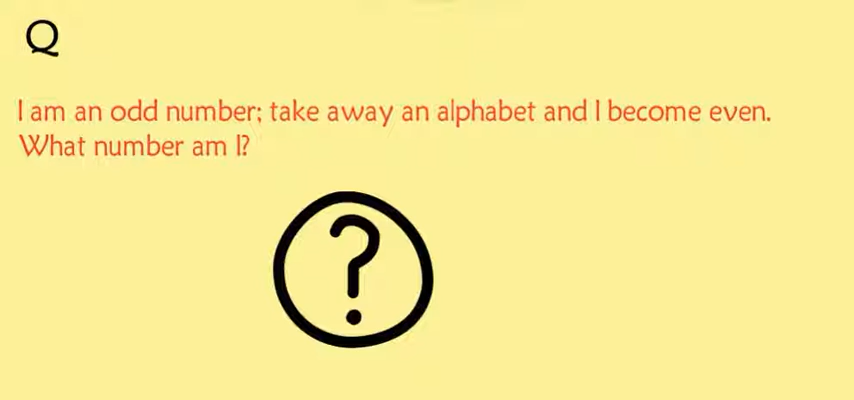 Q
I am an odd number; take away an alphabet and I become even.
What number am I?
?